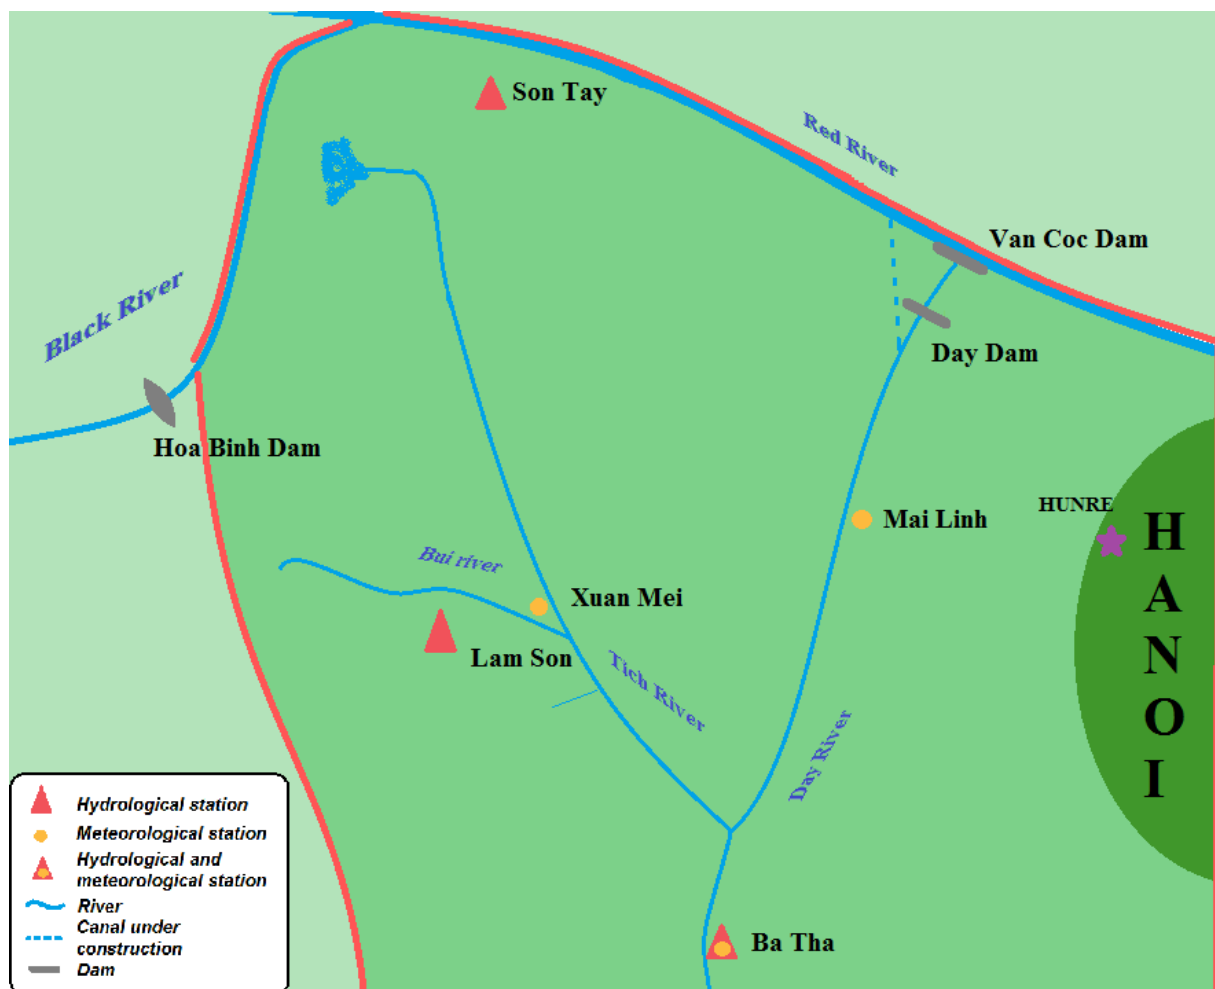 Son Tay
Red River
Van Coc Dam
Black River
Day Dam
Hoa Binh Dam
HUNRE
Mai Linh
H
A
N
O
I
Bui river
Xuan Mei
Lam Son
Tich River
Day River
Hydrological station
Meteorological station
Hydrological and
meteorological station
River
Canal under
construction
Dam
Ba Tha